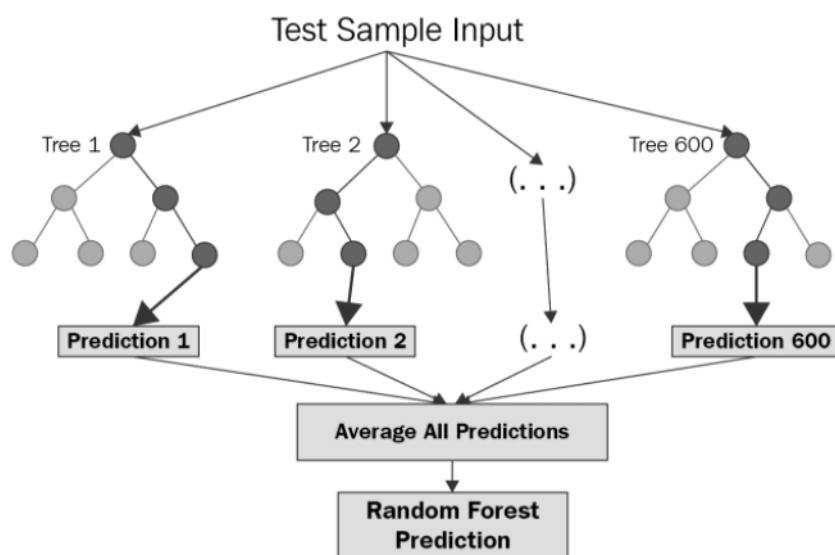 Test Sample Input
Tree 1
Tree 2
(. . .)
Tree 600
Prediction 1
Prediction 2
(. . .)
Prediction 600
Average All Predictions
Random Forest
Prediction